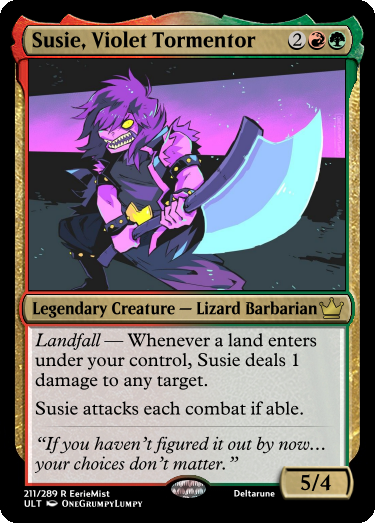 Susie, Violet Tormentor 2
Legendary Creature — Lizard Barbarian
Landfall — Whenever a land enters
under your control, Susie deals 1
damage to any target.
Susie attacks each combat if able.
“If you haven’t figured it out by now…
your choices don’t matter.”
5/4
211/289 R EerieMist
Deltarune
ULT OneGrumpyLumpy